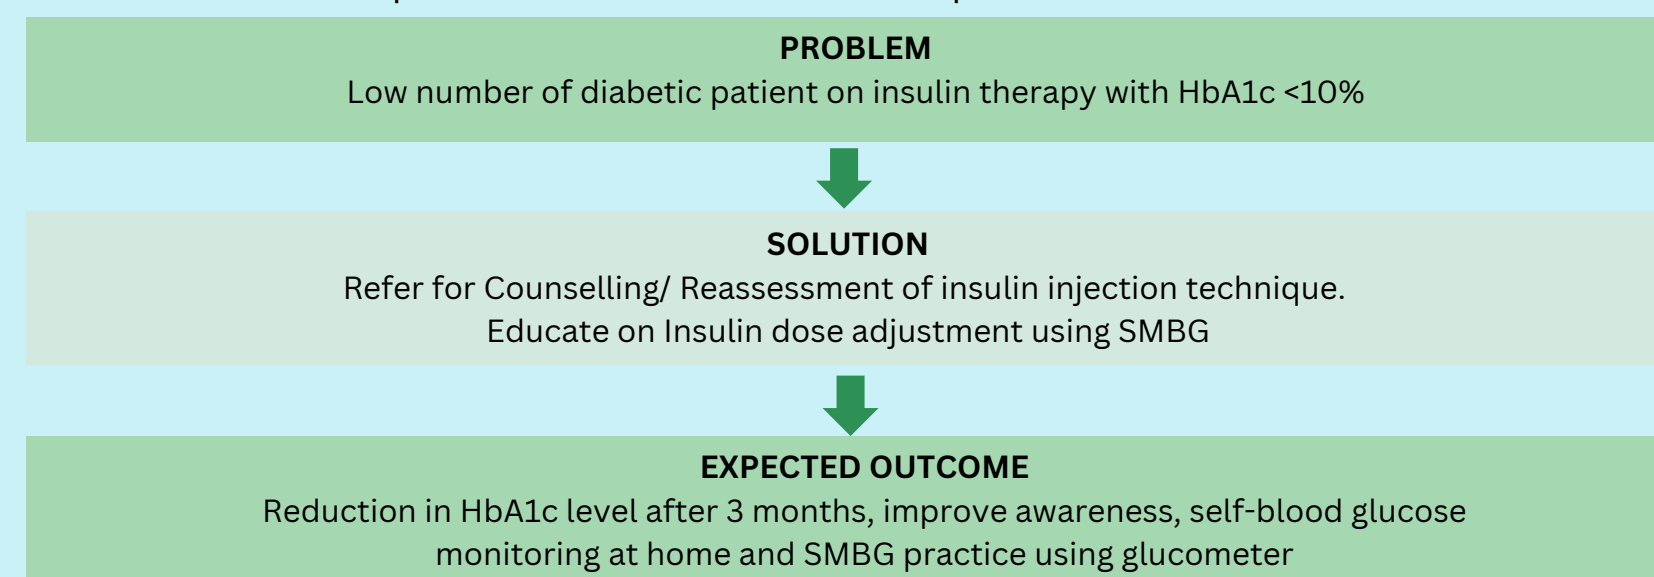 PROBLEM
Low number of diabetic patient on insulin therapy with HbA1c <10%
SOLUTION
Refer for Counselling/ Reassessment of insulin injection technique.
Educate on Insulin dose adjustment using SMBG
EXPECTED OUTCOME
Reduction in HbA1c level after 3 months, improve awareness, self-blood glucose
monitoring at home and SMBG practice using glucometer